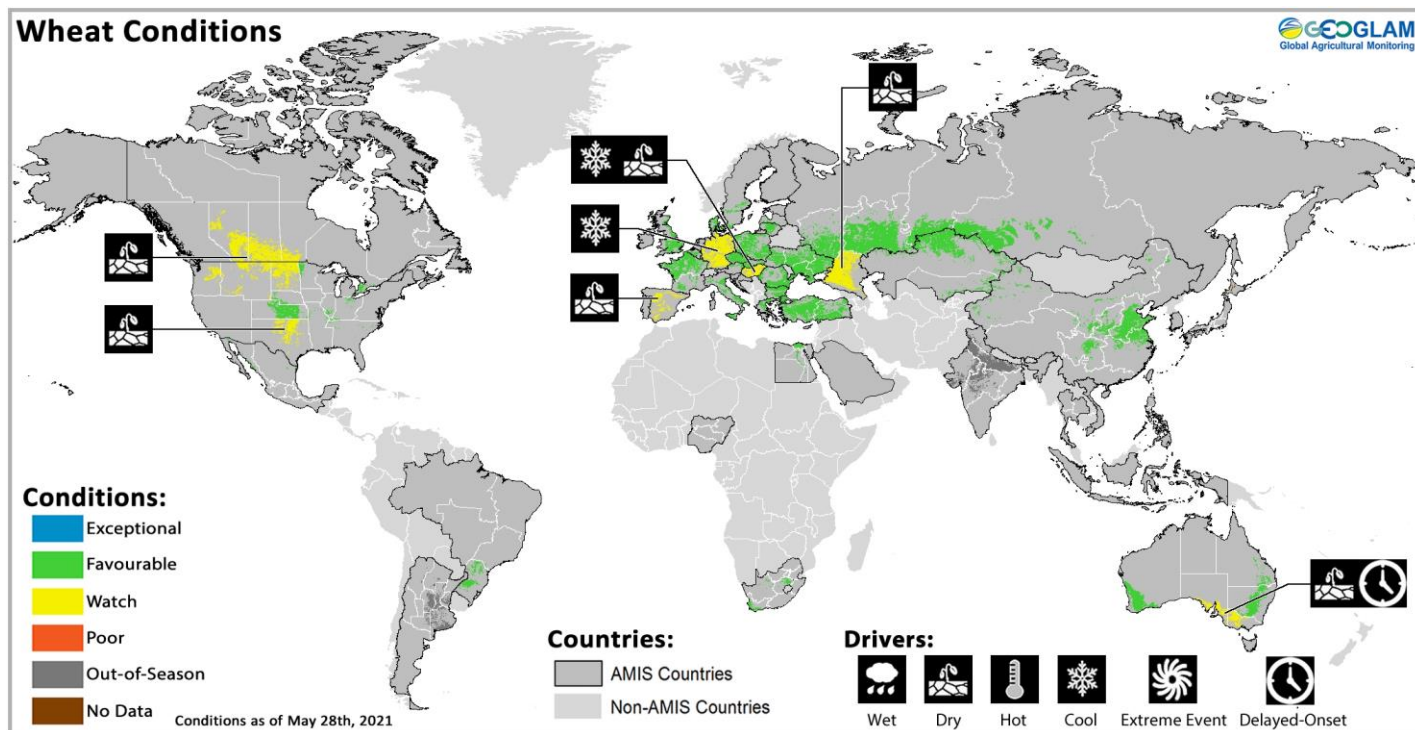 Wheat Conditions
GEOGLAM
Global Agricultural Monitoring
Conditions:
Exceptional
Favourable
Watch
Poor
Out-of-Season
No Data
Conditions as of May 28th, 2021
Countries:
AMIS Countries
Non-AMIS Countries
Drivers:
Wet
Dry
Hot
Cool
Extreme Event
Delayed-Onset